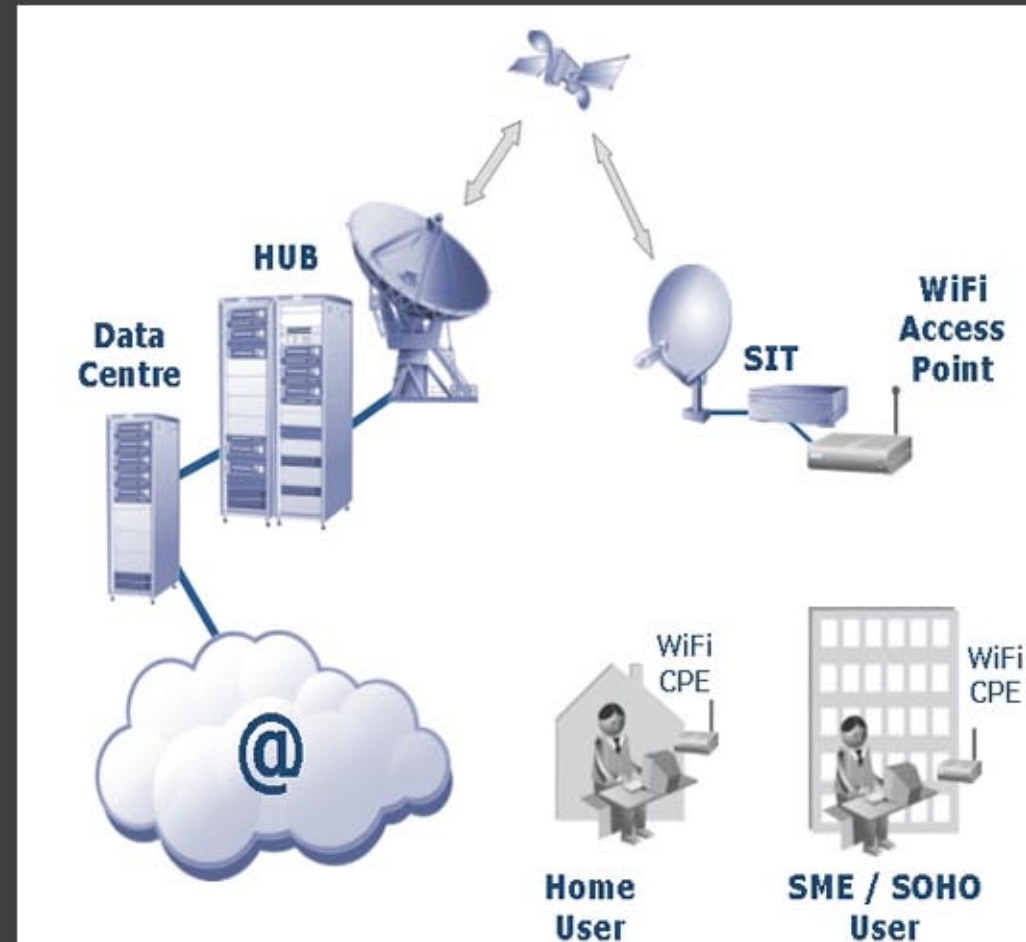 HUB
Data
Centre
SIT
WiFi
Access
Point
@
WiFi
CPE
WiFi
CPE
Home
User
SME / SOHO
User